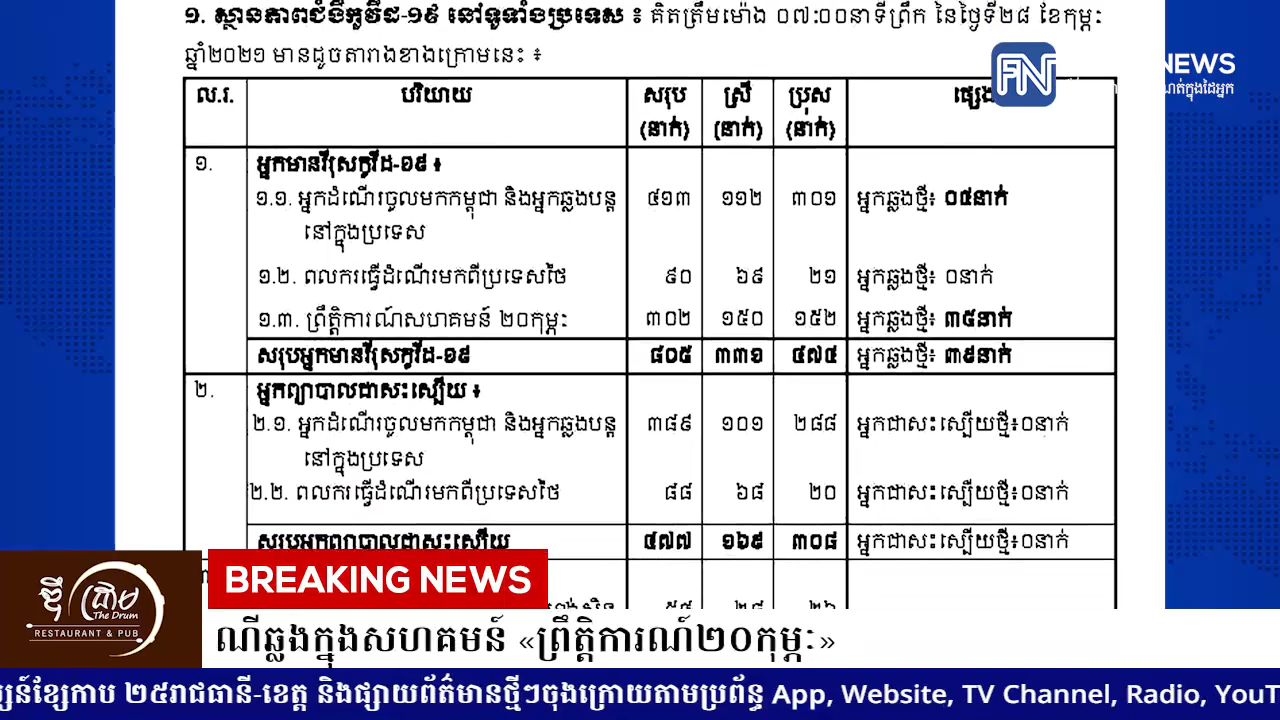 ១. ស្ថានភាពជំងឺកូវីដ-១៩ នៅទូទាំងប្រទេស ៖ គិតត្រឹមម៉ោង ០៧:០០នាទីព្រឹក នៃថ្ងៃទី២៨ ខែកុម្ភៈ
ឆ្នាំ២០២១ មានដូចតារាងខាងក្រោមនេះ ៖
FN NEWS
ល.រ. បរិយាយ សរុប (នាក់) ស្រី (នាក់) ប្រុស (នាក់)
១. អ្នកមានវីរុសកូវីដ-១៩ ៖
១.១. អ្នកដំណើរចូលមកកម្ពុជា និងអ្នកឆ្លងបន្ត ៤១៣ ១១២ ៣០១ អ្នកឆ្លងថ្មី៖ ០៥នាក់
នៅក្នុងប្រទេស
១.២. ពលករធ្វើដំណើរមកពីប្រទេសថៃ ៩០ ៦៩ ២១ អ្នកឆ្លងថ្មី៖ ០នាក់
១.៣. ព្រឹត្តិការណ៍សហគមន៍ ២០កុម្ភៈ ៣០២ ១៥០ ១៥២ អ្នកឆ្លងថ្មី៖ ៣៤នាក់
សរុបអ្នកមានវីរុសកូវីដ-១៩ ៨០៥ ៣៣១ ៤៧៤ អ្នកឆ្លងថ្មី៖ ៣៩នាក់
២. អ្នកព្យាបាលជាសះស្បើយ ៖
២.១. អ្នកដំណើរចូលមកកម្ពុជា និងអ្នកឆ្លងបន្ត ៣៨៩ ១០១ ២៨៨ អ្នកជាសះស្បើយថ្មី៖០នាក់
នៅក្នុងប្រទេស
២.២. ពលករធ្វើដំណើរមកពីប្រទេសថៃ ៨៨ ៦៨ ២០ អ្នកជាសះស្បើយថ្មី៖០នាក់
សរុបអ្នកព្យាបាលជាសះស្បើយ ៤៧៧ ១៦៩ ៣០៨ អ្នកជាសះស្បើយថ្មី៖០នាក់
BREAKING NEWS
ឌឹ ដ្រាម
The Drum
RESTAURANT & PUB
ណីឆ្លងក្នុងសហគមន៍ «ព្រឹត្តិការណ៍២០កុម្ភៈ»
ខ្សែកាប ២៥រាជធានី-ខេត្ត និងផ្សាយព័ត៌មានថ្មីៗចុងក្រោយតាមប្រព័ន្ធ App, Website, TV Channel, Radio, YouT